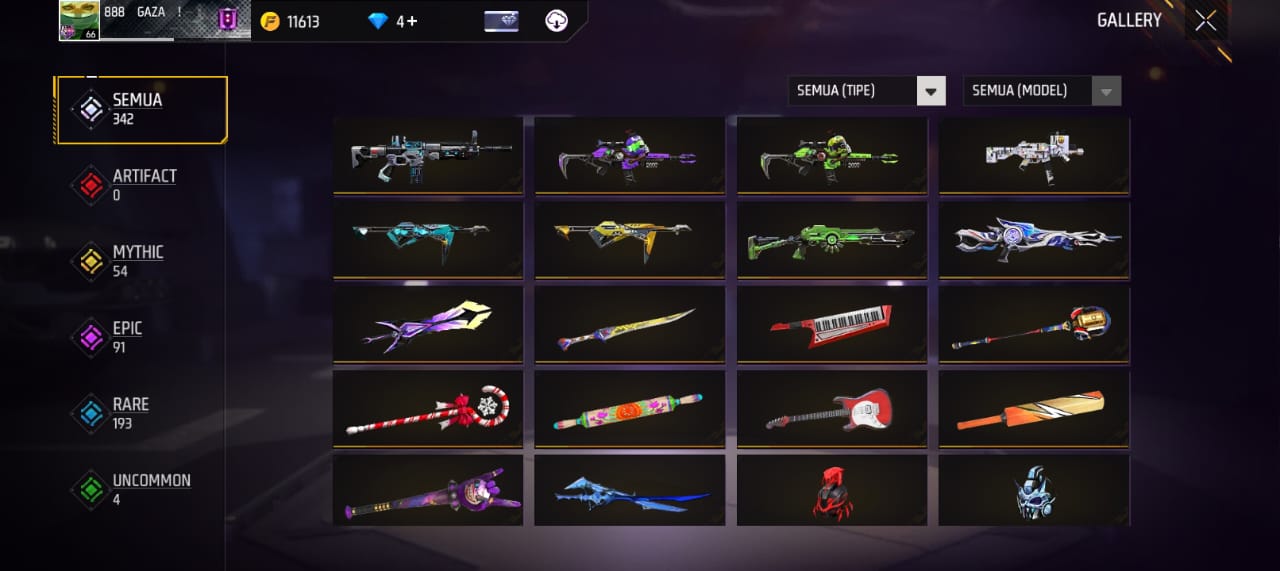 888 GAZA !
66
11613
4+
GALLERY
SEMUA (TIPE)
SEMUA (MODEL)
SEMUA
342
ARTIFACT
0
MYTHIC
54
EPIC
91
RARE
193
UNCOMMON
4